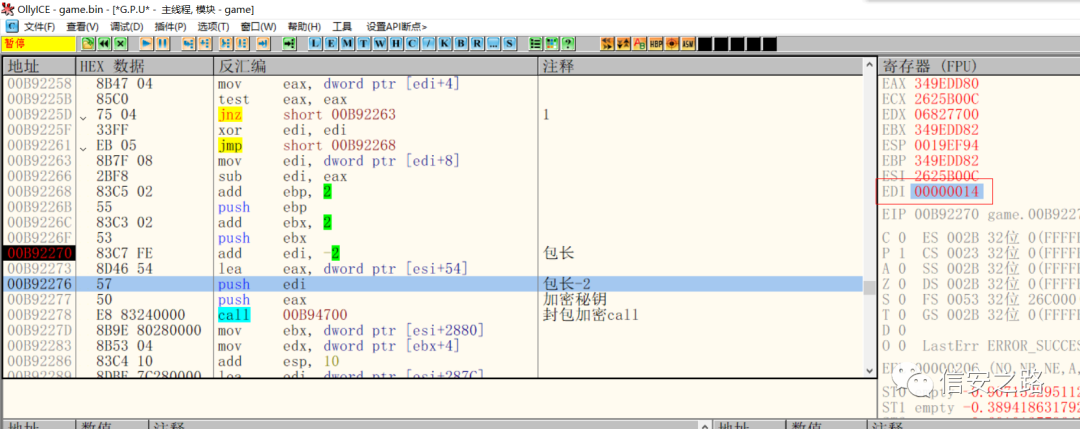 OllyICE - game.bin - [*G.P.U* - 主线程, 模块 - game]
C 文件(F) 查看(V) 调试(D) 插件(P) 选项(T) 窗口(W) 帮助(H) 工具 设置API断点>
暂停 L E M T W H C / K B R ... S
地址 HEX 数据 反汇编 注释 寄存器 (FPU)
00B92258 8B47 04 mov eax, dword ptr [edi+4]
00B9225B 85C0 test eax, eax
00B9225D 75 04 jnz short 00B92263 1
00B9225F 33FF xor edi, edi
00B92261 EB 05 jmp short 00B92268
00B92263 8B7F 08 mov edi, dword ptr [edi+8]
00B92266 2BF8 sub edi, eax
00B92268 83C5 02 add ebp, 2
00B9226B 55 push ebp
00B9226C 83C3 02 add ebx, 2
00B9226F 53 push ebx
00B92270 83C7 FE add edi, -2 包长
00B92273 8D46 54 lea eax, dword ptr [esi+54]
00B92276 57 push edi 包长-2
00B92277 50 push eax 加密秘钥
00B92278 E8 83240000 call 00B94700 封包加密call
00B9227D 8B9E 80280000 mov ebx, dword ptr [esi+2880]
00B92283 8B53 04 mov edx, dword ptr [ebx+4]
00B92286 83C4 10 add esp, 10
00B92289 8DBE 7C280000 lea edi, dword ptr [esi+287C]
EAX 349EDD80
ECX 2625B00C
EDX 06827700
EBX 349EDD82
ESP 0019EF94
EBP 349EDD82
ESI 2625B00C
EDI 00000014
EIP 00B92270 game.00B9227
C 0 ES 002B 32位 0(FFFFF
P 1 CS 0023 32位 0(FFFFF
A 0 SS 002B 32位 0(FFFFF
Z 0 DS 002B 32位 0(FFFFF
S 0 FS 0053 32位 26C000
T 0 GS 002B 32位 0(FFFFF
D 0
O 0 LastErr ERROR_SUCCES
00000206 (NO,NB,NE,A,
ST0 empty
ST1 empty -0.389418631792
信安之路
地址 数值 注释 地址 数值 注释